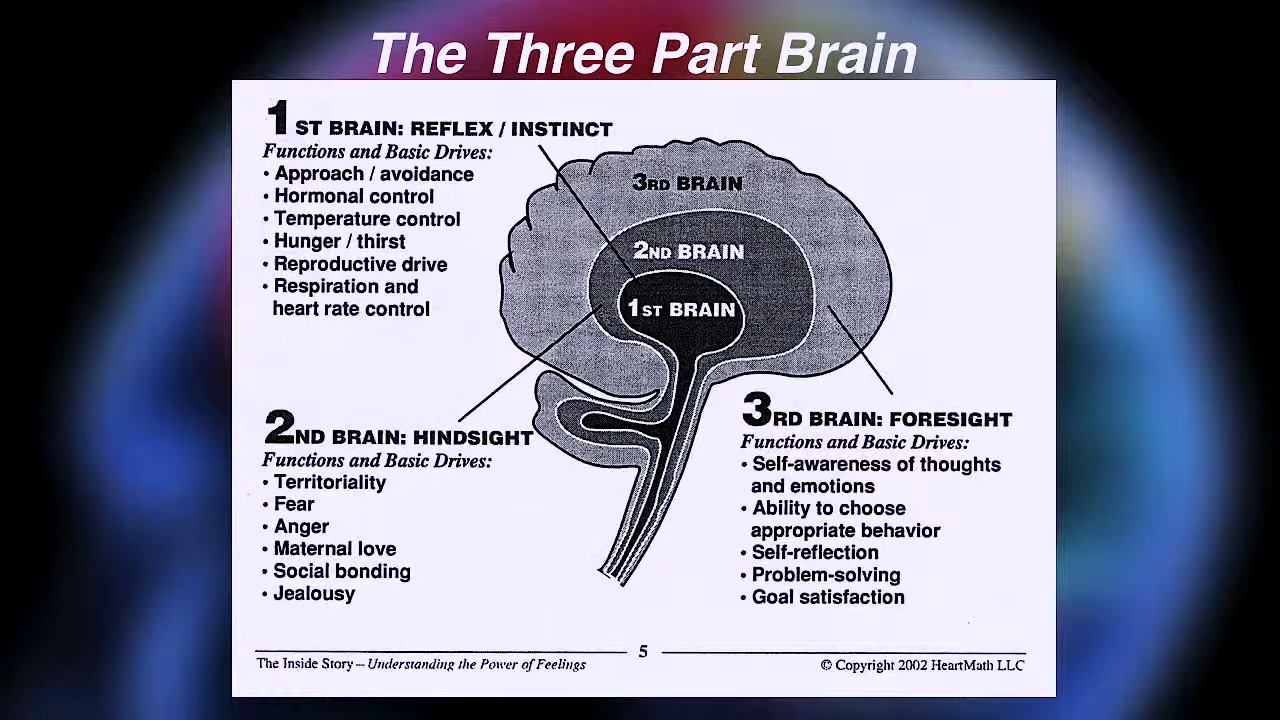 The Three Part Brain
1ST BRAIN: REFLEX / INSTINCT
Functions and Basic Drives:
• Approach / avoidance
• Hormonal control
• Temperature control
• Hunger / thirst
• Reproductive drive
• Respiration and
heart rate control
3RD BRAIN
2ND BRAIN
1ST BRAIN
2ND BRAIN: HINDSIGHT
Functions and Basic Drives:
• Territoriality
• Fear
• Anger
• Maternal love
• Social bonding
• Jealousy
3RD BRAIN: FORESIGHT
Functions and Basic Drives:
• Self-awareness of thoughts
and emotions
• Ability to choose
appropriate behavior
• Self-reflection
• Problem-solving
• Goal satisfaction
5
The Inside Story – Understanding the Power of Feelings
© Copyright 2002 HeartMath LLC